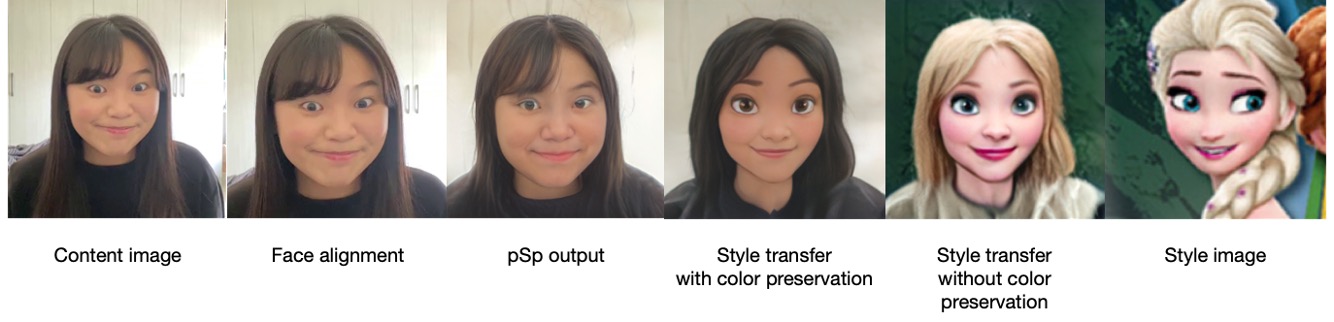 Content image
Face alignment
pSp output
Style transfer
with color preservation
Style transfer
without color
preservation
Style image